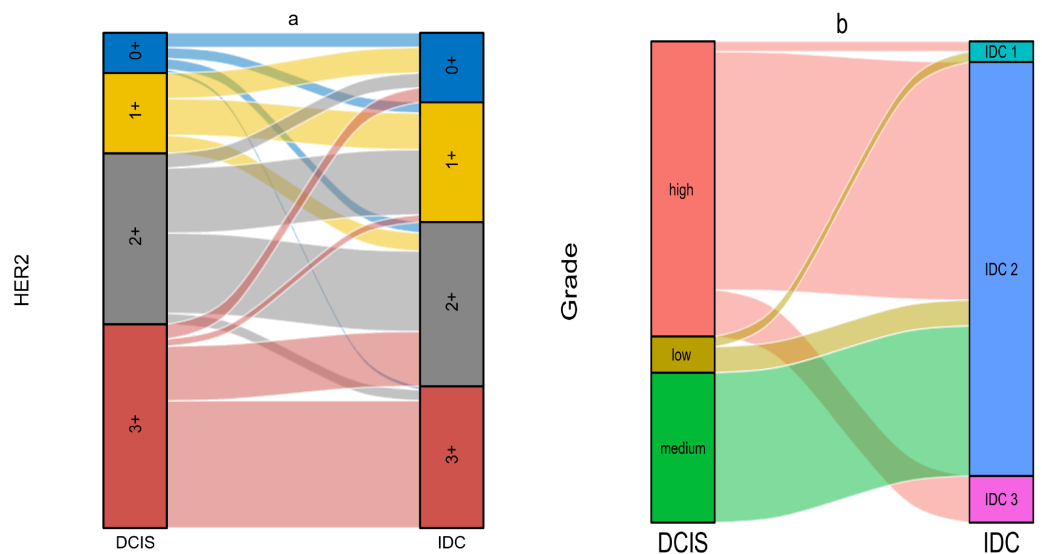 a
HER2
0+
1+
2+
3+
0+
1+
2+
3+
DCIS
IDC
b
Grade
high
low
medium
IDC 1
IDC 2
IDC 3
DCIS
IDC